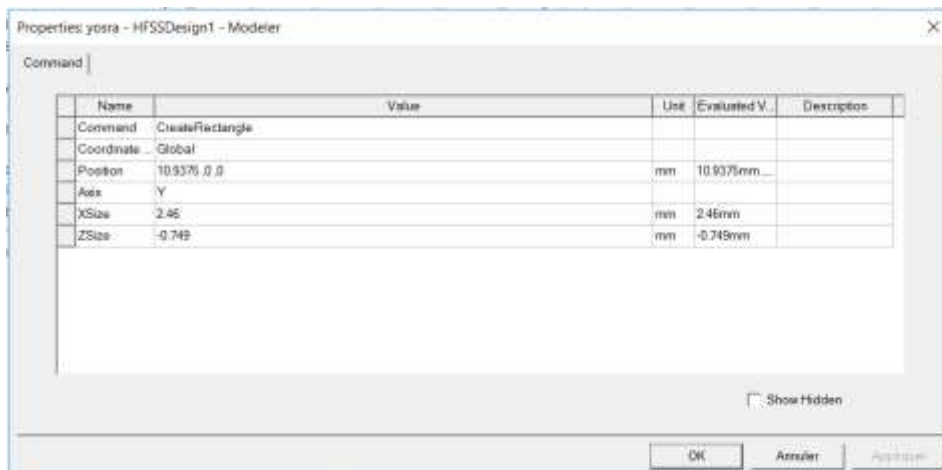 Properties: yosra - HFSSDesign1 - Modeler
Command
Name Value Unit Evaluated V... Description
Command CreateRectangle
Coordinate ... Global
Position 10.9375 ,0 ,0 mm 10.9375mm ...
Axis Y
XSize 2.46 mm 2.46mm
ZSize -0.749 mm -0.749mm
Show Hidden
OK Annuler Appliquer